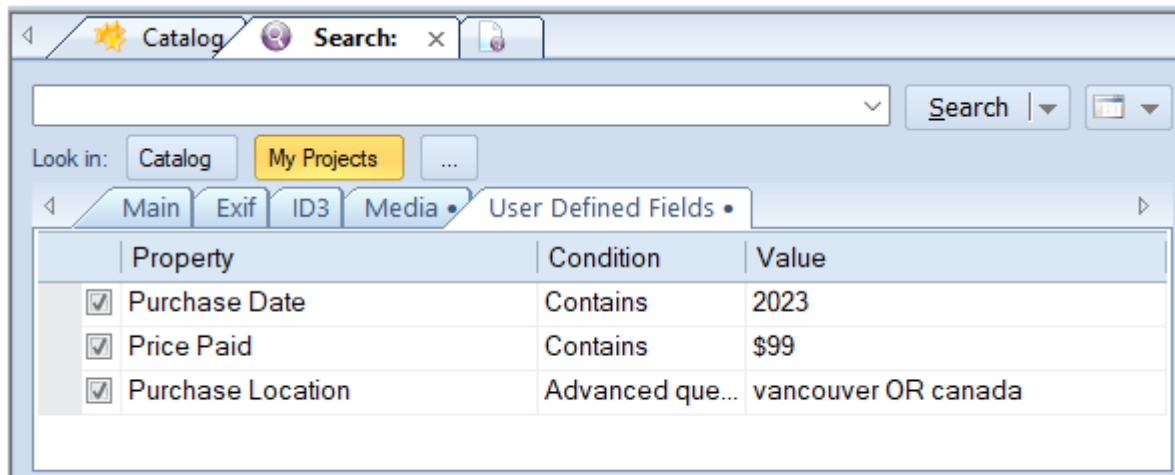 Catalog Search:
Search
Look in: Catalog My Projects ...
Main Exif ID3 Media • User Defined Fields •
Property Condition Value
Purchase Date Contains 2023
Price Paid Contains $99
Purchase Location Advanced que... vancouver OR canada